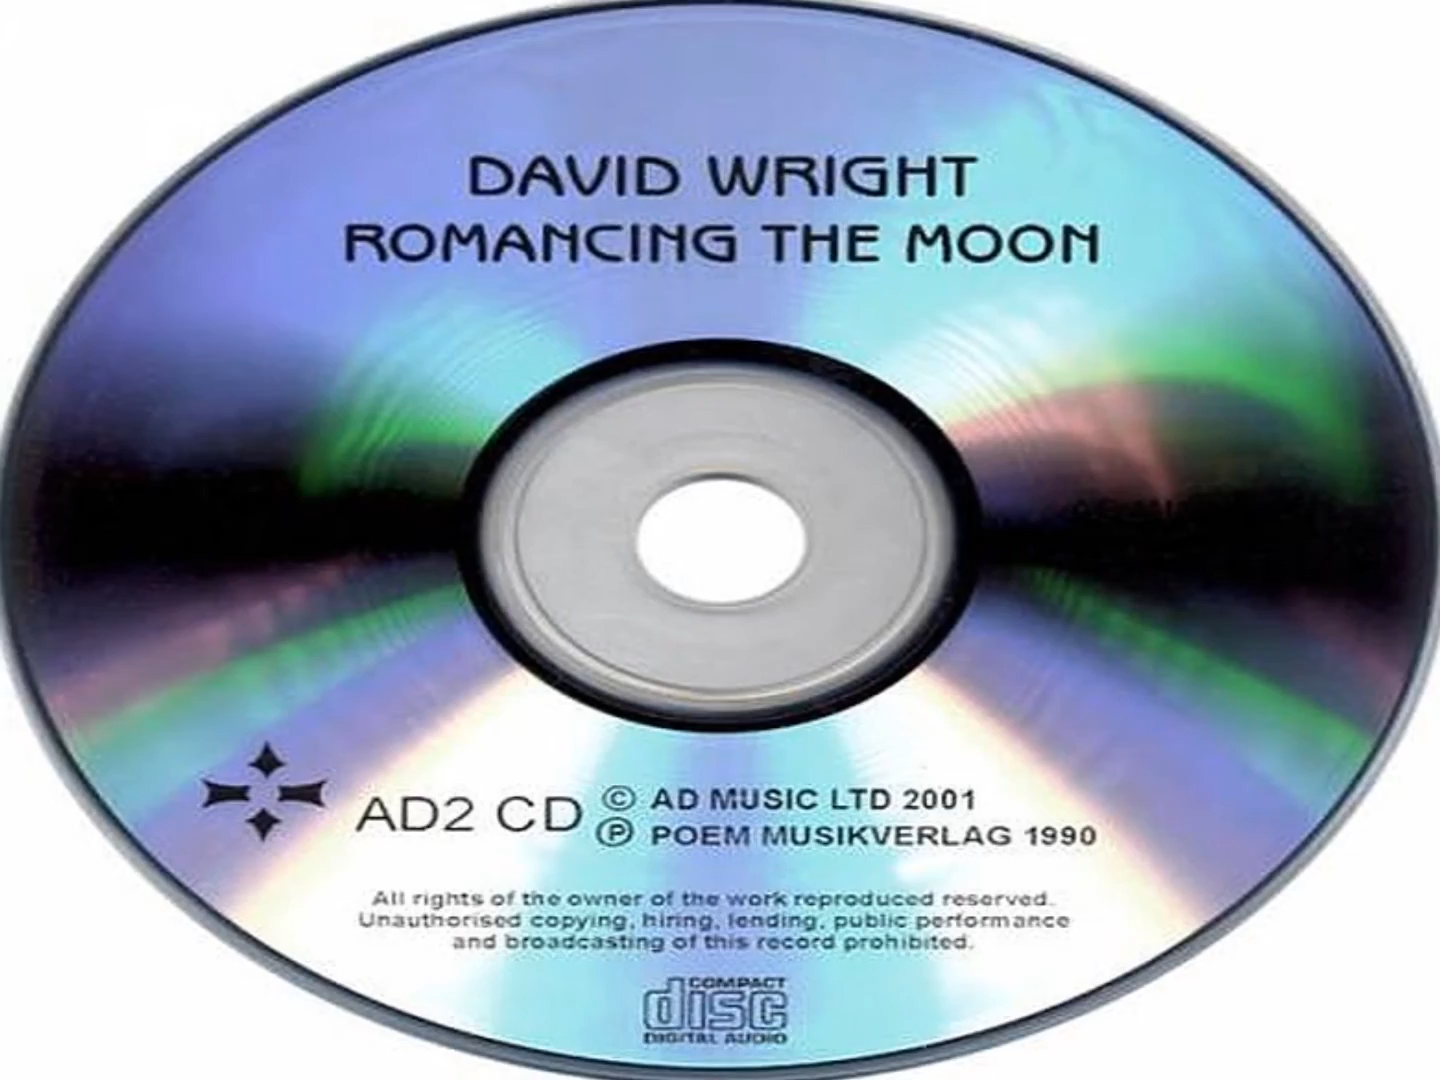 DAVID WRIGHT
ROMANCING THE MOON
AD2 CD
© AD MUSIC LTD 2001
℗ POEM MUSIKVERLAG 1990
All rights of the owner of the work reproduced reserved.
Unauthorised copying, hiring, lending, public performance
and broadcasting of this record prohibited.
COMPACT
disc
DIGITAL AUDIO